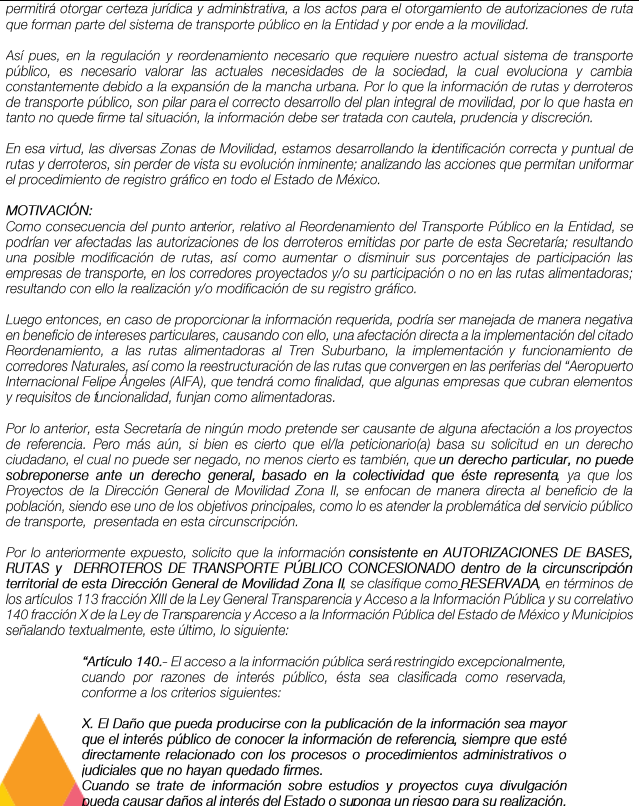 permitirá otorgar certeza jurídica y administrativa, a los actos para el otorgamiento de autorizaciones de ruta
que forman parte del sistema de transporte público en la Entidad y por ende a la movilidad.
Así pues, en la regulación y reordenamiento necesario que requiere nuestro actual sistema de transporte
público, es necesario valorar las actuales necesidades de la sociedad, la cual evoluciona y cambia
constantemente debido a la expansión de la mancha urbana. Por lo que la información de rutas y derroteros
de transporte público, son pilar para el correcto desarrollo del plan integral de movilidad, por lo que hasta en
tanto no quede firme tal situación, la información debe ser tratada con cautela, prudencia y discreción.
En esa virtud, las diversas Zonas de Movilidad, estamos desarrollando la identificación correcta y puntual de
rutas y derroteros, sin perder de vista su evolución inminente; analizando las acciones que permitan uniformar
el procedimiento de registro gráfico en todo el Estado de México.
MOTIVACIÓN:
Como consecuencia del punto anterior, relativo al Reordenamiento del Transporte Público en la Entidad, se
podrían ver afectadas las autorizaciones de los derroteros emitidas por parte de esta Secretaría; resultando
una posible modificación de rutas, así como aumentar o disminuir sus porcentajes de participación las
empresas de transporte, en los corredores proyectados y/o su participación o no en las rutas alimentadoras;
resultando con ello la realización y/o modificación de su registro gráfico.
Luego entonces, en caso de proporcionar la información requerida, podría ser manejada de manera negativa
en beneficio de intereses particulares, causando con ello, una afectación directa a la implementación del citado
Reordenamiento, a las rutas alimentadoras al Tren Suburbano, la implementación y funcionamiento de
corredores Naturales, así como la reestructuración de las rutas que convergen en las periferias del “Aeropuerto
Internacional Felipe Ángeles (AIFA), que tendrá como finalidad, que algunas empresas que cubran elementos
y requisitos de funcionalidad, funjan como alimentadoras.
Por lo anterior, esta Secretaría de ningún modo pretende ser causante de alguna afectación a los proyectos
de referencia. Pero más aún, si bien es cierto que el/la peticionario(a) basa su solicitud en un derecho
ciudadano, el cual no puede ser negado, no menos cierto es también, que un derecho particular, no puede
sobreponerse ante un derecho general, basado en la colectividad que éste representa, ya que los
Proyectos de la Dirección General de Movilidad Zona II, se enfocan de manera directa al beneficio de la
población, siendo ese uno de los objetivos principales, como lo es atender la problemática del servicio público
de transporte, presentada en esta circunscripción.
Por lo anteriormente expuesto, solicito que la información consistente en AUTORIZACIONES DE BASES,
RUTAS y DERROTEROS DE TRANSPORTE PÚBLICO CONCESIONADO dentro de la circunscripción
territorial de esta Dirección General de Movilidad Zona II, se clasifique como RESERVADA, en términos de
los artículos 113 fracción XIII de la Ley General Transparencia y Acceso a la Información Pública y su correlativo
140 fracción X de la Ley de Transparencia y Acceso a la Información Pública del Estado de México y Municipios
señalando textualmente, este último, lo siguiente:
“Artículo 140.- El acceso a la información pública será restringido excepcionalmente,
cuando por razones de interés público, ésta sea clasificada como reservada,
conforme a los criterios siguientes:
X. El Daño que pueda producirse con la publicación de la información sea mayor
que el interés público de conocer la información de referencia, siempre que esté
directamente relacionado con los procesos o procedimientos administrativos o
judiciales que no hayan quedado firmes.
Cuando se trate de información sobre estudios y proyectos cuya divulgación
pueda causar daños al interés del Estado o suponga un riesgo para su realización,